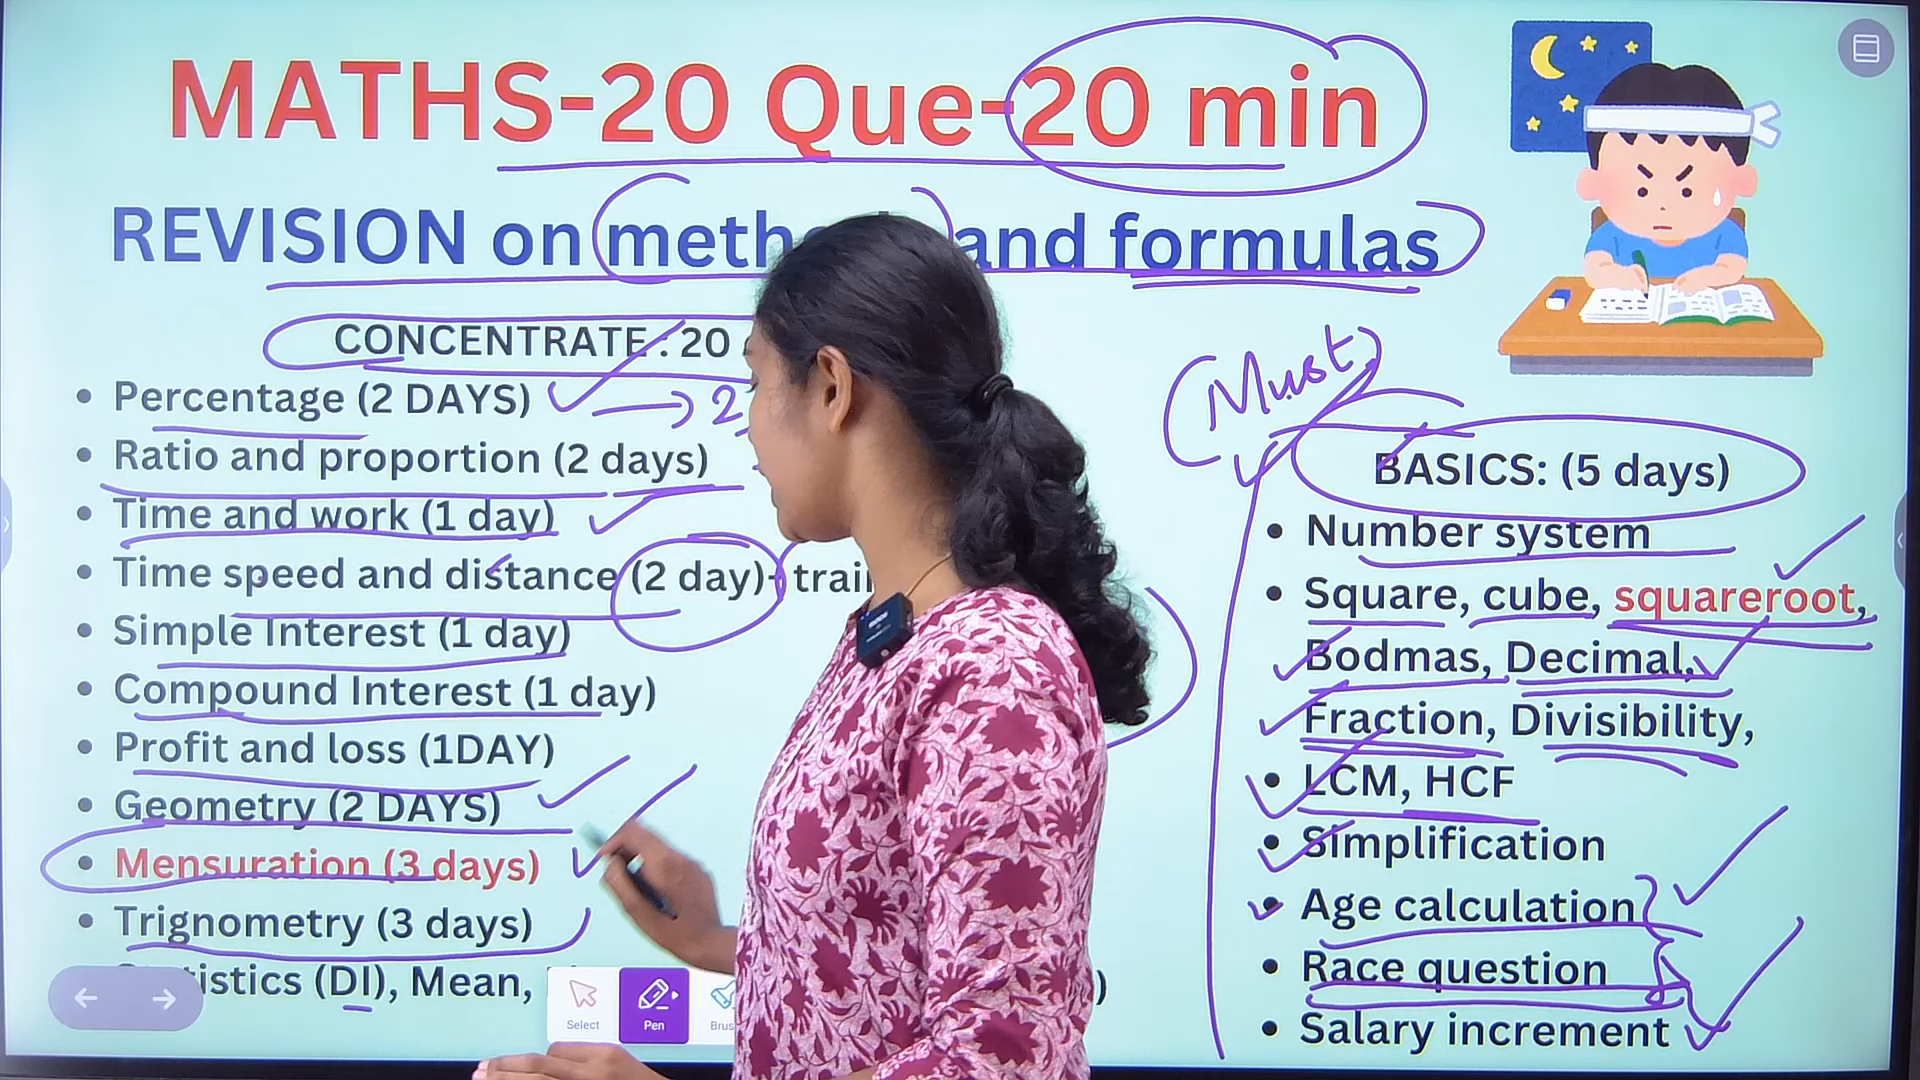 MATHS-20 Que-20 min
REVISION on and formulas
CONCENTRATE : 20
Percentage (2 DAYS) → 2
Ratio and proportion (2 days)
Time and work (1 day)
Time speed and distance (2 day)-
Simple Interest (1 day)
Compound Interest (1 day)
Profit and loss (1DAY)
Geometry (2 DAYS)
Mensuration (3 days)
Trignometry (3 days)
(DI), Mean,
Select
Pen
(Must)
BASICS: (5 days)
Number system
Square, cube, squareroot,
Bodmas, Decimal,
Fraction, Divisibility,
LCM, HCF
Simplification
Age calculation
Race question
Salary increment